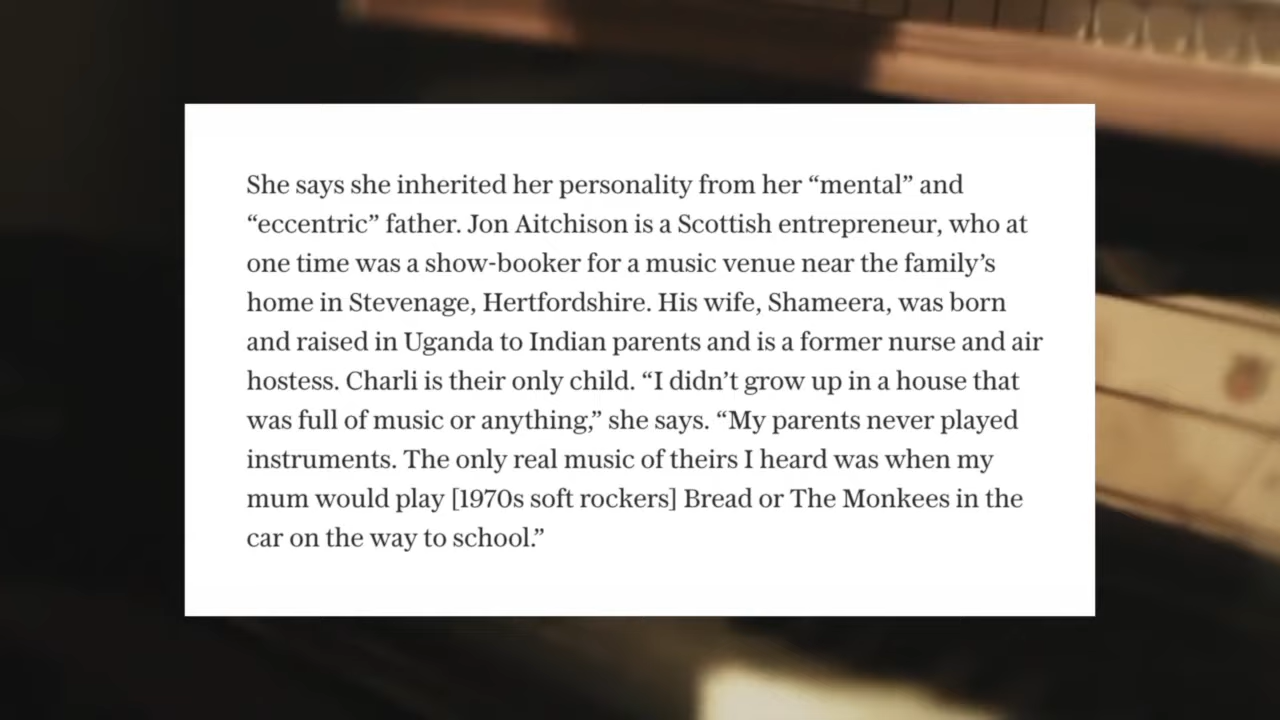 She says she inherited her personality from her “mental” and
“eccentric” father. Jon Aitchison is a Scottish entrepreneur, who at
one time was a show-booker for a music venue near the family’s
home in Stevenage, Hertfordshire. His wife, Shameera, was born
and raised in Uganda to Indian parents and is a former nurse and air
hostess. Charli is their only child. “I didn’t grow up in a house that
was full of music or anything,” she says. “My parents never played
instruments. The only real music of theirs I heard was when my
mum would play [1970s soft rockers] Bread or The Monkees in the
car on the way to school.”